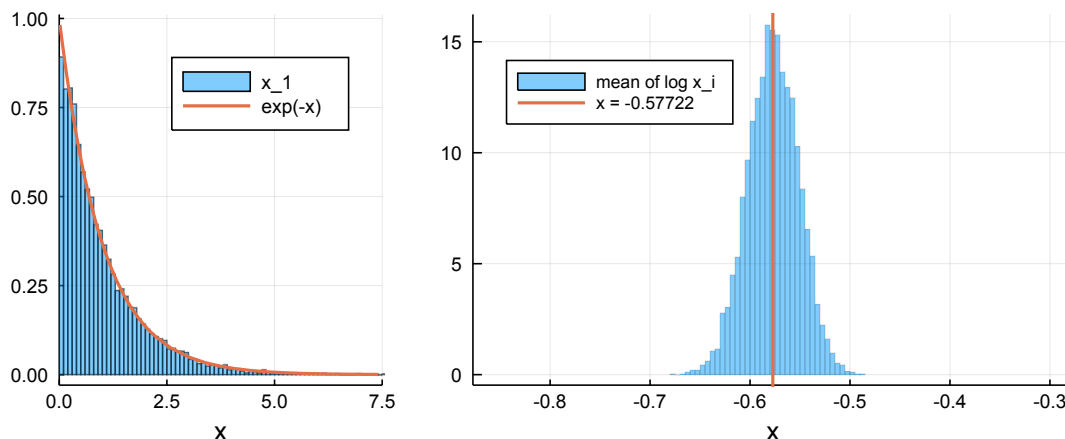 1.00
0.75
0.50
0.25
0.00
x_1
exp(-x)
0.0 2.5 5.0 7.5
x
15
10
5
0
mean of log x_i
x = -0.57722
-0.8 -0.7 -0.6 -0.5 -0.4 -0.3
x